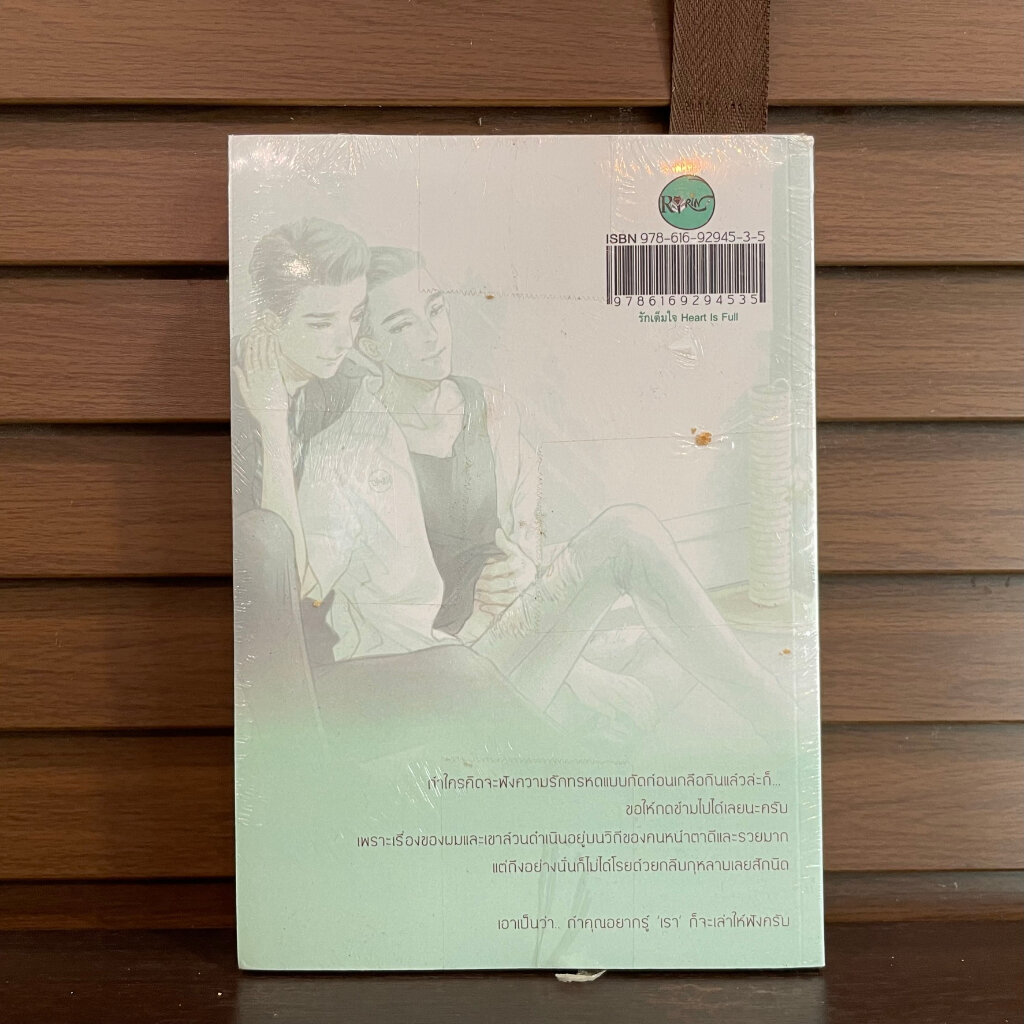 RARIN
ISBN 978-616-92945-3-5
9786169294535
รักเต็มใจ Heart Is Full
ถ้าใครคิดจะฟังความรักทรหดแบบกัดก้อนเกลือกินแล้วล่ะก็...
ขอให้กดข้ามไปได้เลยนะครับ
เพราะเรื่องของผมและเขาล้วนดำเนินอยู่บนวิถีของคนหน้าตาดีและรวยมาก
แต่ถึงอย่างนั้นก็ไม่ได้โรยด้วยกลีบกุหลาบเลยสักนิด
เอาเป็นว่า.. ถ้าคุณอยากรู้ ‘เรา’ ก็จะเล่าให้ฟังครับ